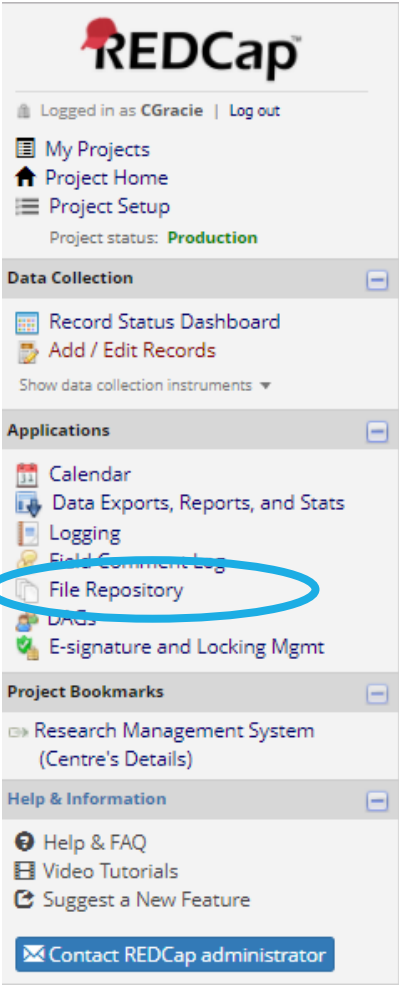 REDCap™
Logged in as CGracie | Log out
My Projects
Project Home
Project Setup
Project status: Production
Data Collection
Record Status Dashboard
Add / Edit Records
Show data collection instruments
Applications
Calendar
Data Exports, Reports, and Stats
Logging
Field Comment Log
File Repository
DAGs
E-signature and Locking Mgmt
Project Bookmarks
Research Management System
(Centre's Details)
Help & Information
Help & FAQ
Video Tutorials
Suggest a New Feature
Contact REDCap administrator